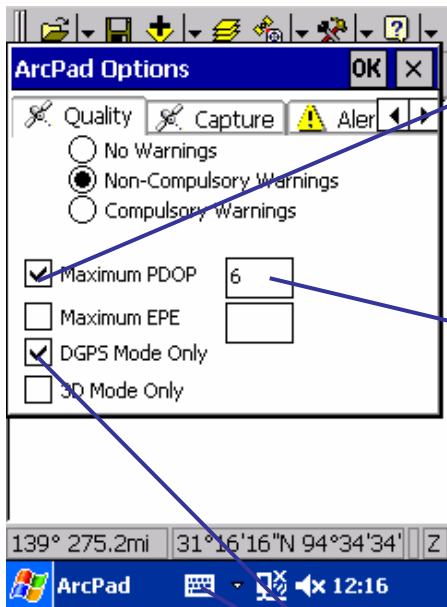 ArcPad Options OK
Quality Capture Aler
No Warnings
Non-Compulsory Warnings
Compulsory Warnings
Maximum PDOP 6
Maximum EPE
DGPS Mode Only
3D Mode Only
139° 275.2mi 31°16'16"N 94°34'34' Z
ArcPad 12:16